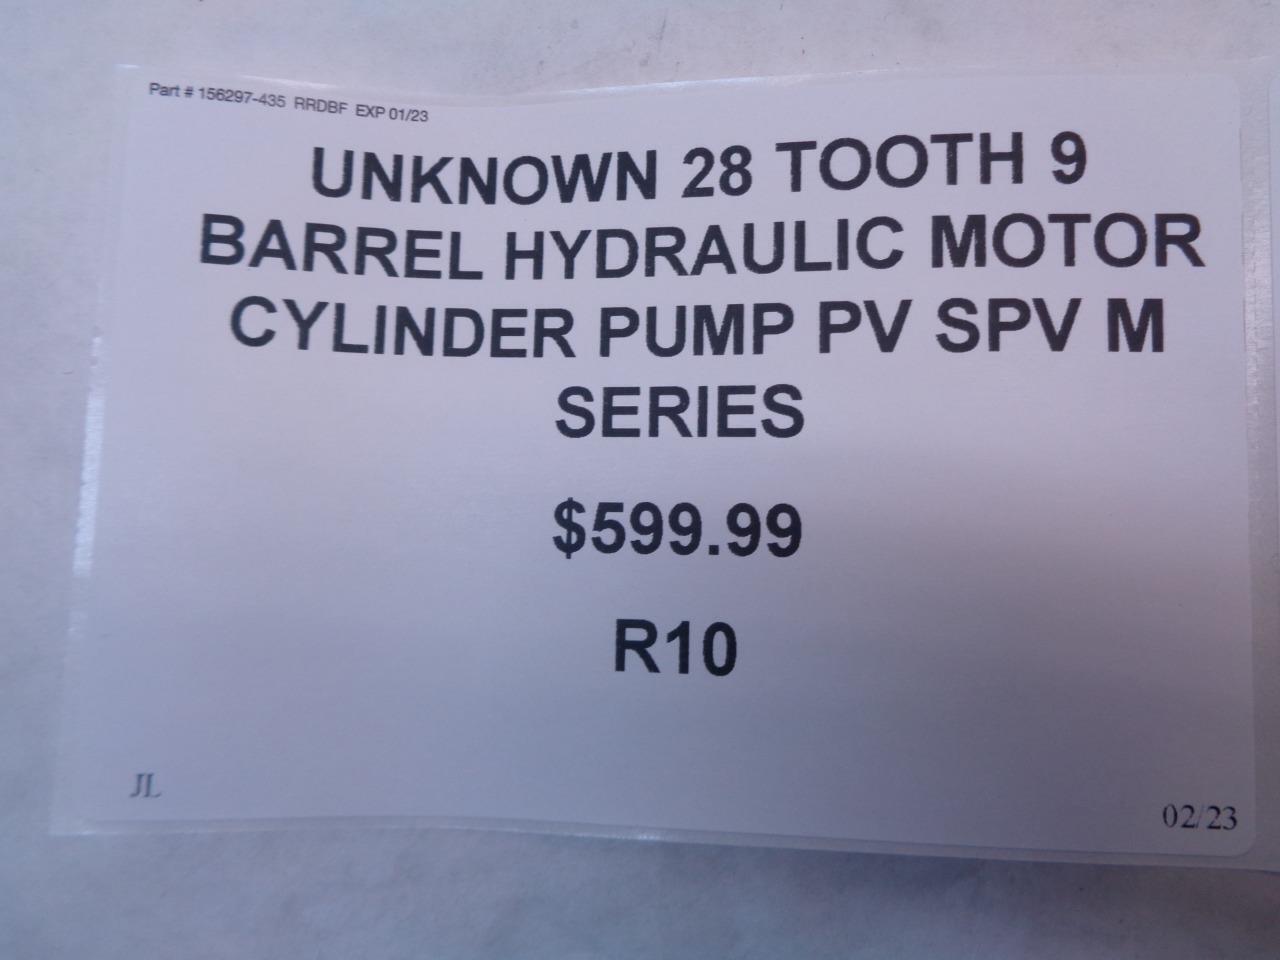 Part # 156297-435 RRDBF EXP 01/23
UNKNOWN 28 TOOTH 9
BARREL HYDRAULIC MOTOR
CYLINDER PUMP PV SPV M
SERIES
$599.99
R10
JL
02/23